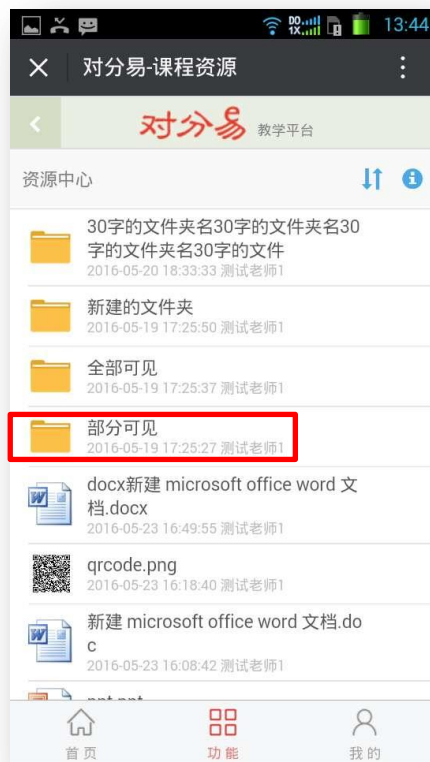 13:44
对分易-课程资源
对分易 教学平台
资源中心
30字的文件夹名30字的文件夹名30
字的文件夹名30字的文件
2016-05-20 18:33:33 测试老师1
新建的文件夹
2016-05-19 17:25:50 测试老师1
全部可见
2016-05-19 17:25:37 测试老师1
部分可见
2016-05-19 17:25:27 测试老师1
docx新建 microsoft office word 文
档.docx
2016-05-23 16:49:55 测试老师1
qrcode.png
2016-05-23 16:18:40 测试老师1
新建 microsoft office word 文档.do
c
2016-05-23 16:08:42 测试老师1
首页 功能 我的